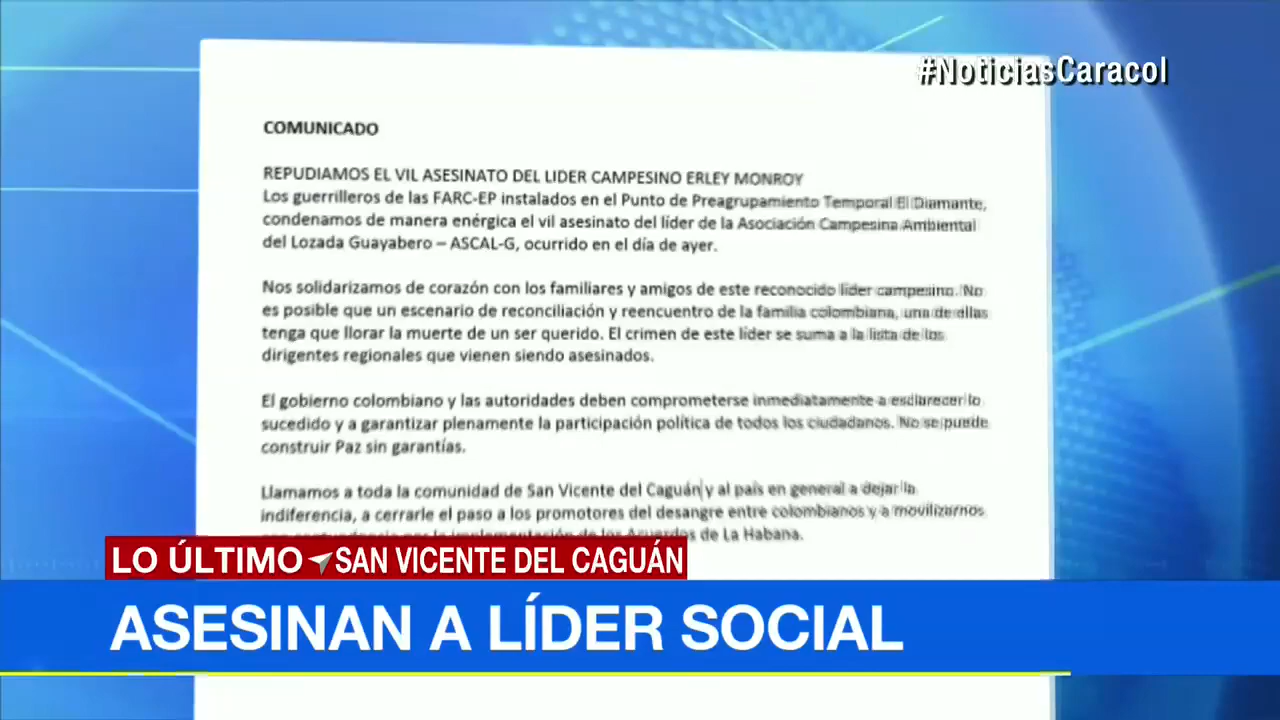 #NoticiasCaracol
COMUNICADO
REPUDIAMOS EL VIL ASESINATO DEL LIDER CAMPESINO ERLEY MONROY
Los guerrilleros de las FARC-EP instalados en el Punto de Preagrupamiento Temporal El Diamante,
condenamos de manera enérgica el vil asesinato del líder de la Asociación Campesina Ambiental
del Lozada Guayabero – ASCAL-G, ocurrido en el día de ayer.
Nos solidarizamos de corazón con los familiares y amigos de este reconocido líder campesino. No
es posible que un escenario de reconciliación y reencuentro de la familia colombiana, una de ellas
tenga que llorar la muerte de un ser querido. El crimen de este líder se suma a la lista de los
dirigentes regionales que vienen siendo asesinados.
El gobierno colombiano y las autoridades deben comprometerse inmediatamente a esclarecer lo
sucedido y a garantizar plenamente la participación política de todos los ciudadanos. No se puede
construir Paz sin garantías.
Llamamos a toda la comunidad de San Vicente del Caguán y al país en general a dejar la
indiferencia, a cerrarle el paso a los promotores del desangre entre colombianos y a movilizarnos
por la implementación de los Acuerdos de La Habana.
LO ÚLTIMO SAN VICENTE DEL CAGUÁN
ASESINAN A LÍDER SOCIAL